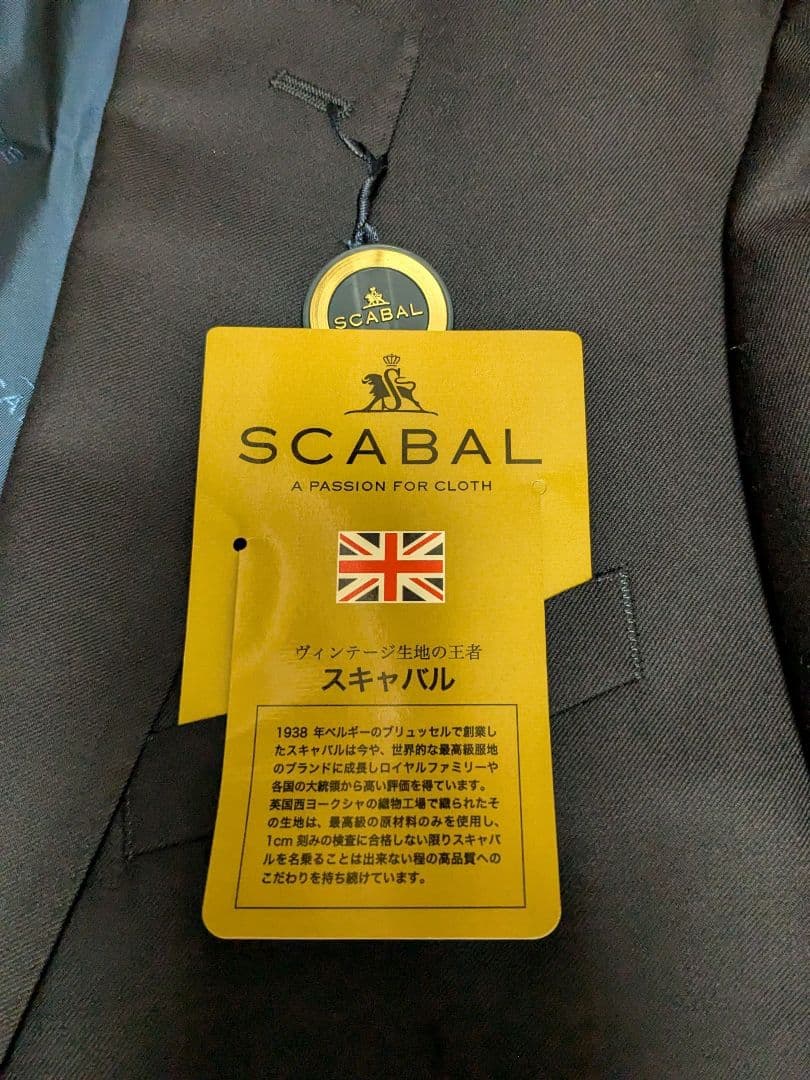 SCABAL
SCABAL
A PASSION FOR CLOTH
ヴィンテージ生地の王者
スキャバル
1938 年ベルギーのブリュッセルで創業し
たスキャバルは今や、世界的な最高級服地
のブランドに成長しロイヤルファミリーや
各国の大統領から高い評価を得ています。
英国西ヨークシャの織物工場で織られたそ
の生地は、最高級の原材料のみを使用し、
1cm 刻みの検査に合格しない限りスキャバ
ルを名乗ることは出来ない程の高品質への
こだわりを持ち続けています。